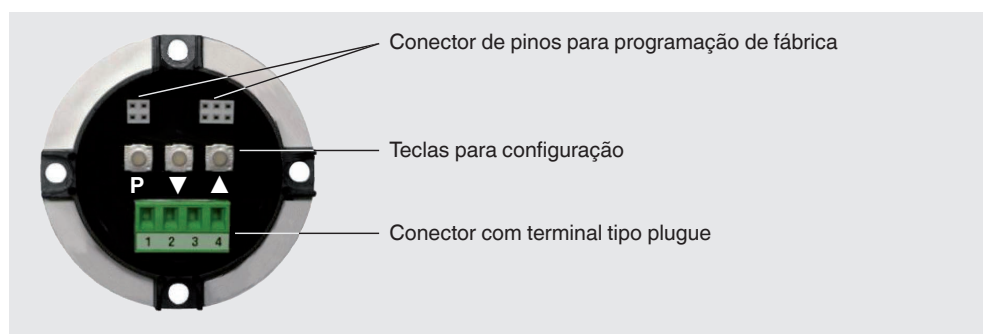 Conector de pinos para programação de fábrica
Teclas para configuração
P ▼ ▲
Conector com terminal tipo plugue
1 2 3 4